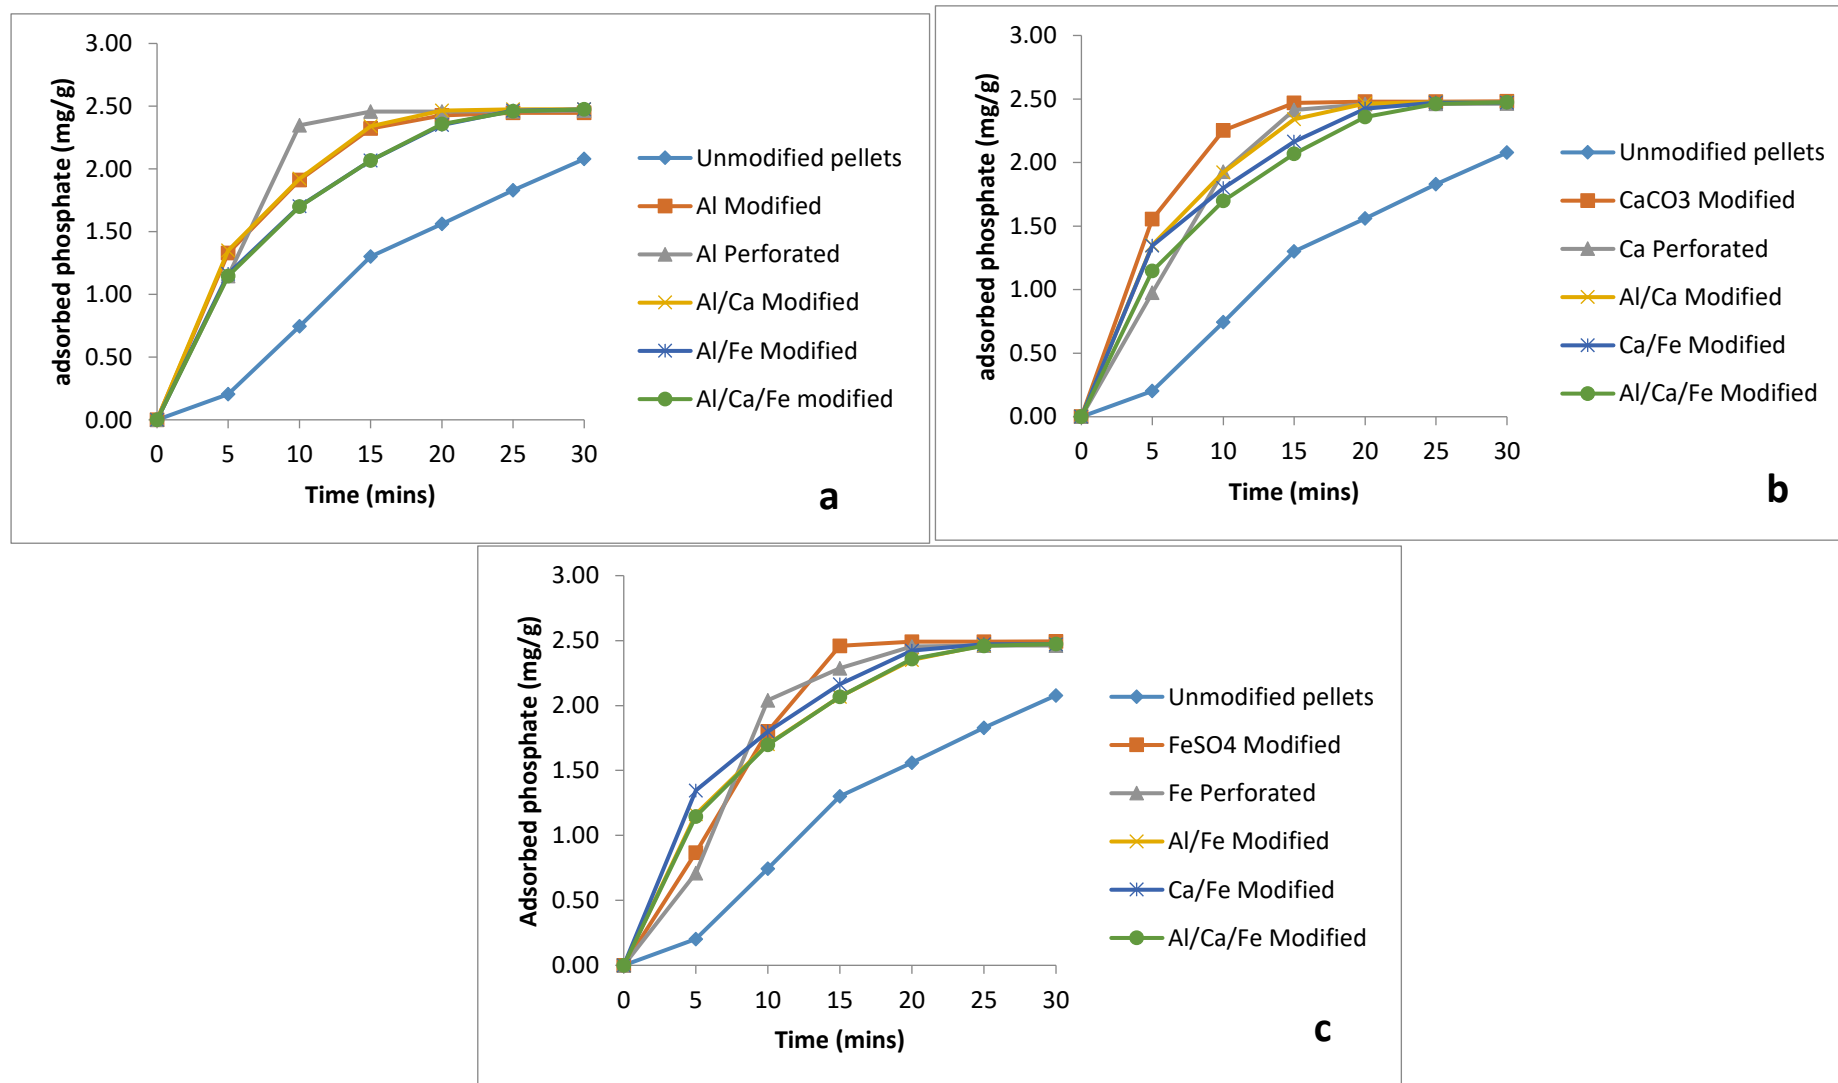 3.00
2.50
2.00
1.50
1.00
0.50
0.00
adsorbed phosphate (mg/g)
0 5 10 15 20 25 30
Time (mins)
Unmodified pellets
Al Modified
Al Perforated
Al/Ca Modified
Al/Fe Modified
Al/Ca/Fe modified
a
3.00
2.50
2.00
1.50
1.00
0.50
0.00
adsorbed phosphate (mg/g)
0 5 10 15 20 25 30
Time (mins)
Unmodified pellets
CaCO3 Modified
Ca Perforated
Al/Ca Modified
Ca/Fe Modified
Al/Ca/Fe Modified
b
3.00
2.50
2.00
1.50
1.00
0.50
0.00
Adsorbed phosphate (mg/g)
0 5 10 15 20 25 30
Time (mins)
Unmodified pellets
FeSO4 Modified
Fe Perforated
Al/Fe Modified
Ca/Fe Modified
Al/Ca/Fe Modified
c